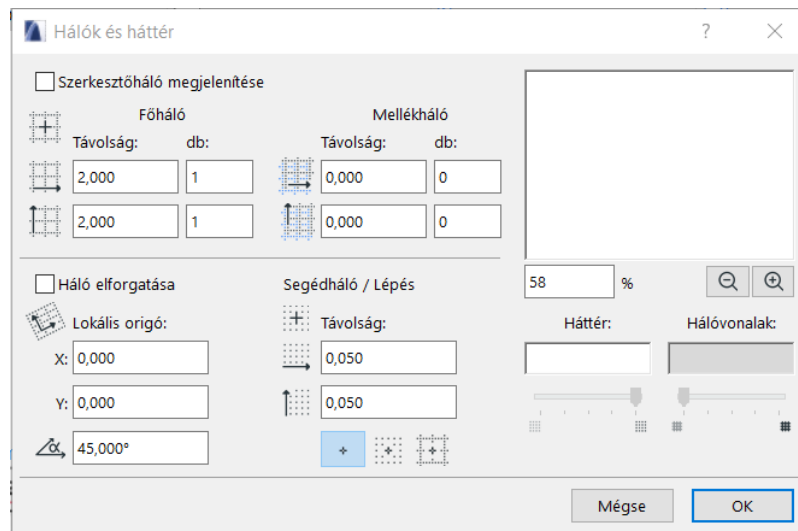 Hálók és háttér
?
Szerkesztőháló megjelenítése
Főháló
Mellékháló
Távolság: db: Távolság: db:
2,000 1 0,000 0
2,000 1 0,000 0
Háló elforgatása
Segédháló / Lépés
58 %
Lokális origó:
Távolság:
Háttér: Hálóvonalak:
X: 0,000
0,050
Y: 0,000
0,050
α 45,000°
Mégse OK